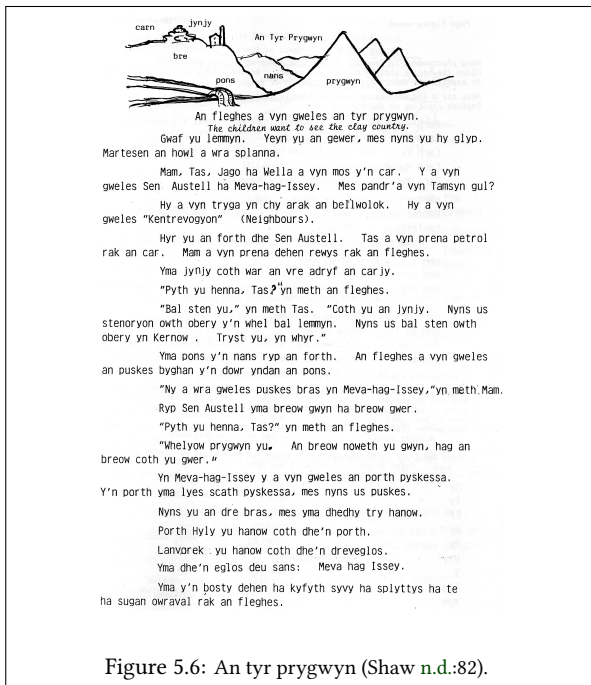 carn
jynjy
bre
An Tyr Prygwyn
nans
pons
prygwyn
An fleghes a vyn gweles an tyr prygwyn.
The children want to see the clay country.
Gwaf yu lemmyn. Yeyn yu an gewer, mes nyns yu hy glyp.
Martesen an howl a wra splanna.
Mam, Tas, Jago ha Wella a vyn mos y'n car. Y a vyn
gweles Sen Austell ha Meva-hag-Issey. Mes pandr'a vyn Tamsyn gul?
Hy a vyn tryga yn chy arak an bellwolok. Hy a vyn
gweles "Kentrevogyon" (Neighbours).
Hyr yu an forth dhe Sen Austell. Tas a vyn prena petrol
rak an car. Mam a vyn prena dehen rewys rak an fleghes.
Yma jynjy coth war an vre adryf an carjy.
"Pyth yu henna, Tas?" yn meth an fleghes.
"Bal sten yu," yn meth Tas. "Coth yu an jynjy. Nyns us
stenoryon owth obery y'n whel bal lemmyn. Nyns us bal sten owth
obery yn Kernow . Tryst yu, yn whyr."
Yma pons y'n nans ryp an forth. An fleghes a vyn gweles
an puskes byghan y'n dowr yndan an pons.
"Ny a wra gweles puskes bras yn Meva-hag-Issey,"yn meth Mam.
Ryp Sen Austell yma breow gwyn ha breow gwer.
"Pyth yu henna, Tas?" yn meth an fleghes.
"Whelyow prygwyn yu. An breow noweth yu gwyn, hag an
breow coth yu gwer."
Yn Meva-hag-Issey y a vyn gweles an porth pyskessa.
Y'n porth yma lyes scath pyskessa, mes nyns us puskes.
Nyns yu an dre bras, mes yma dhedhy try hanow.
Porth Hyly yu hanow coth dhe'n porth.
Lanvorek yu hanow coth dhe'n dreveglos.
Yma dhe'n eglos deu sans: Meva hag Issey.
Yma y'n bosty dehen ha kyfyth syvy ha splyttys ha te
ha sugan owraval rak an fleghes.
Figure 5.6: An tyr prygwyn (Shaw n.d.:82).